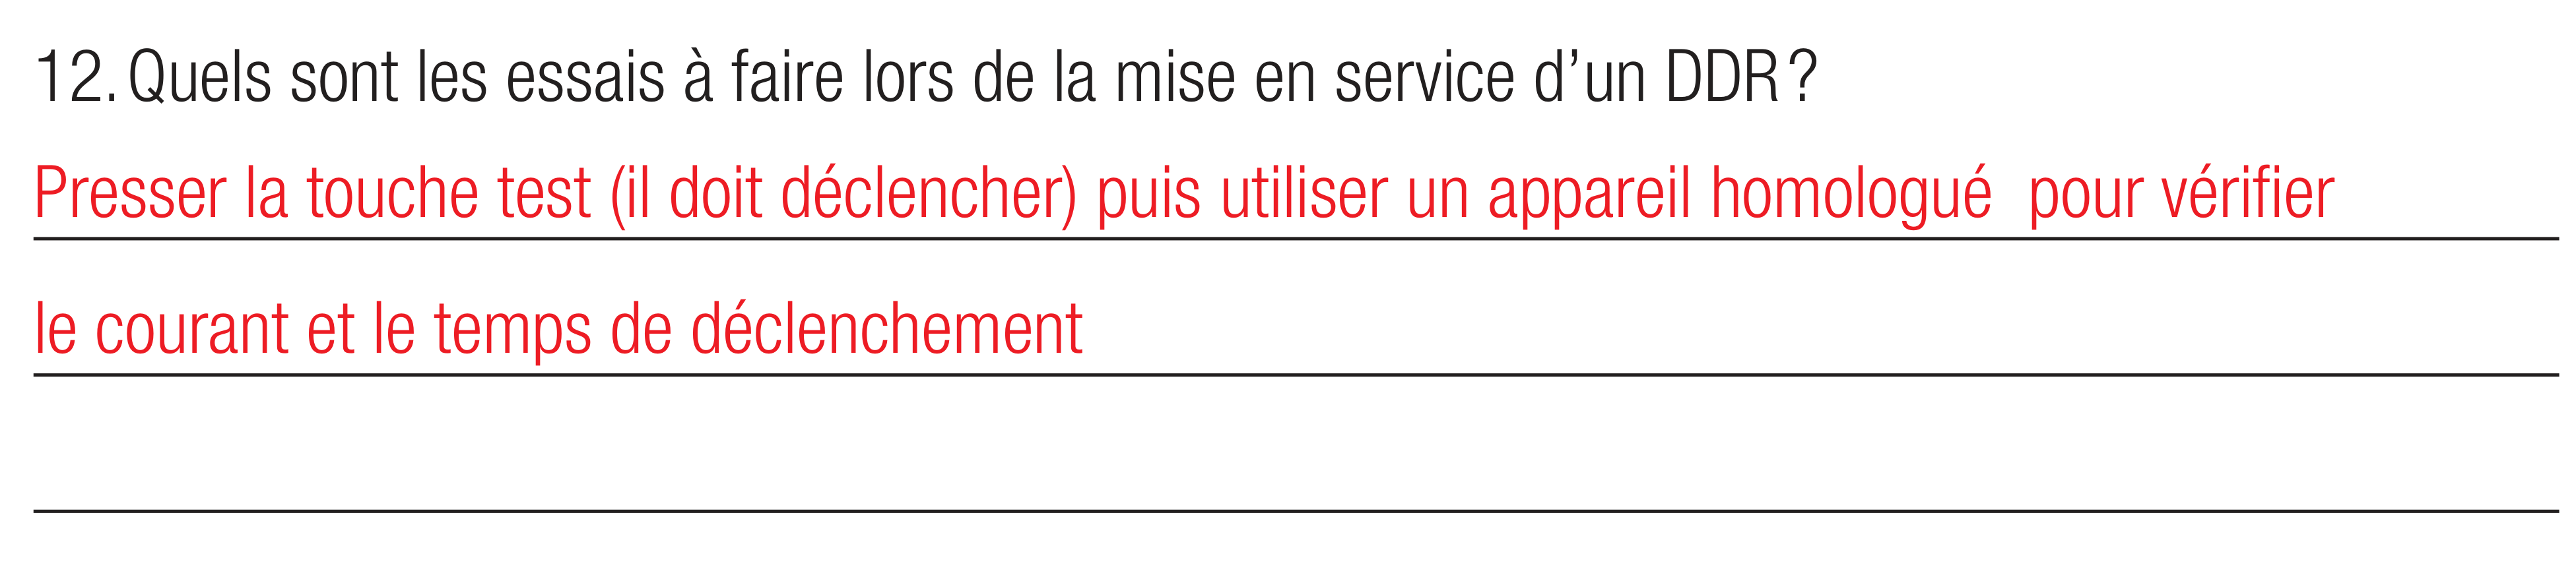 12. Quels sont les essais à faire lors de la mise en service d’un DDR ?
Presser la touche test (il doit déclencher) puis utiliser un appareil homologué pour vérifier
le courant et le temps de déclenchement